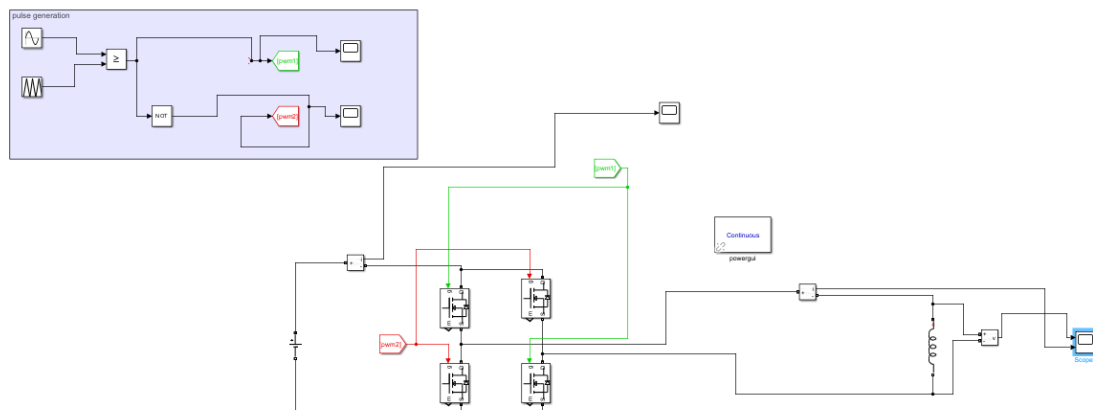 pulse generation
≥
[pwm1]
NOT
[pwm2]
[pwm1]
Continuous
powergui
[pwm2]
Scope